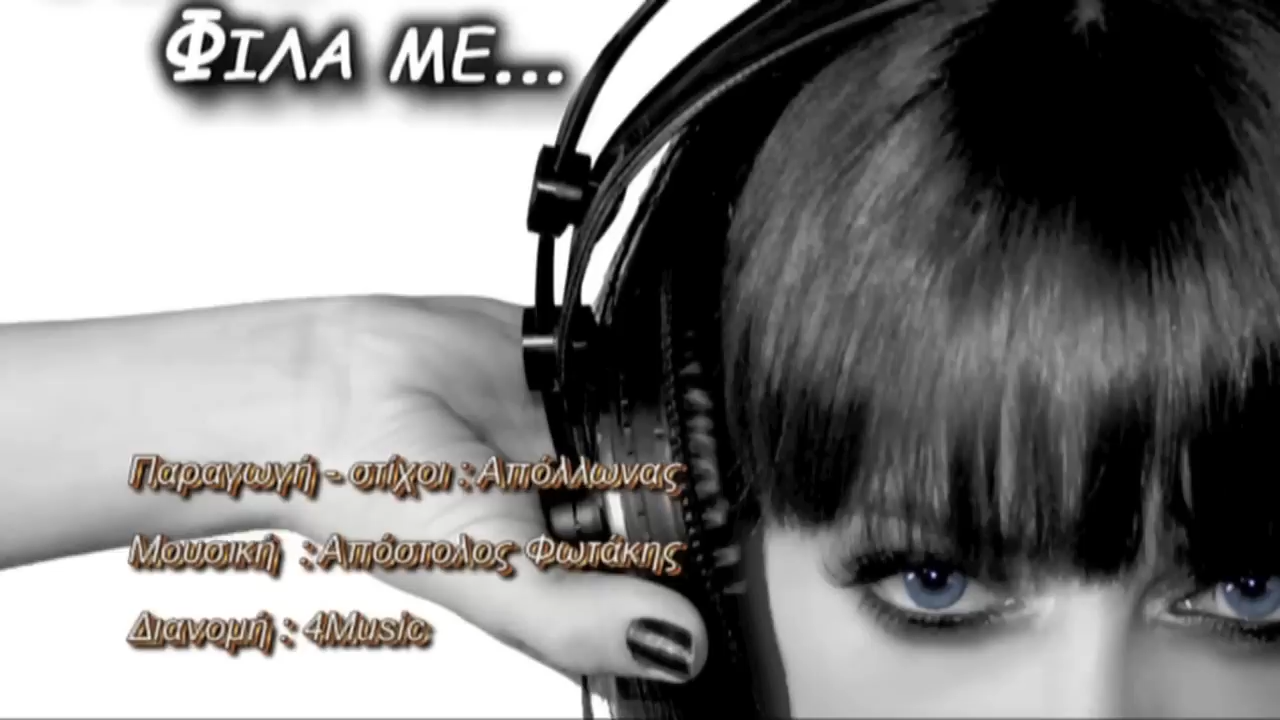 Φιλα με...
Παραγωγή - στίχοι : Απόλλωνας
Μουσική : Απόστολος Φωτάκης
Διανομή : 4Music